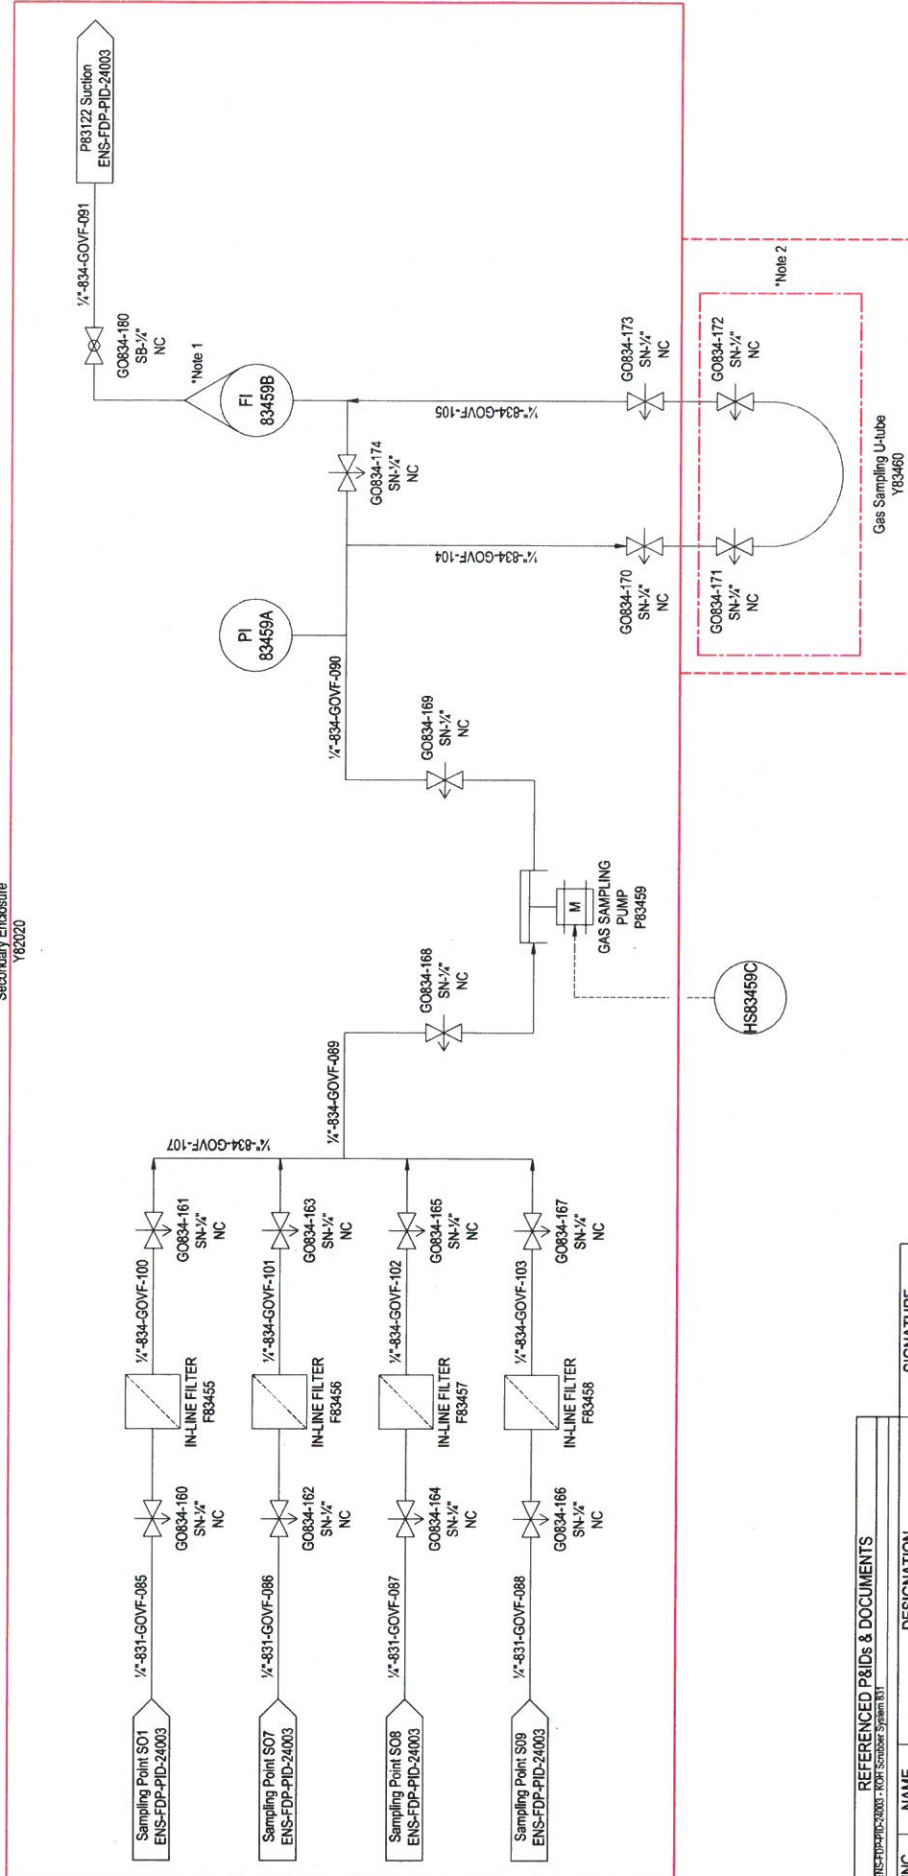 Secondary Enclosure
Y82020
P83122 Suction
ENS-FDP-PID-24003
¼"-834-GOVF-091
GO834-180
SB-¼"
NC
*Note 1
FI
83459B
GO834-174
SN-¼"
NC
¼"-834-GOVF-105
GO834-173
SN-¼"
NC
*Note 2
GO834-172
SN-¼"
NC
Gas Sampling U-tube
Y83460
PI
83459A
¼"-834-GOVF-104
GO834-170
SN-¼"
NC
GO834-171
SN-¼"
NC
¼"-834-GOVF-090
GO834-169
SN-¼"
NC
M
GAS SAMPLING
PUMP
P83459
HS83459C
GO834-168
SN-¼"
NC
¼"-834-GOVF-089
¼"-834-GOVF-107
Sampling Point SO1
ENS-FDP-PID-24003
¼"-831-GOVF-085
GO834-160
SN-¼"
NC
IN-LINE FILTER
F83455
¼"-834-GOVF-100
GO834-161
SN-¼"
NC
Sampling Point SO7
ENS-FDP-PID-24003
¼"-831-GOVF-086
GO834-162
SN-¼"
NC
IN-LINE FILTER
F83456
¼"-834-GOVF-101
GO834-163
SN-¼"
NC
Sampling Point SO8
ENS-FDP-PID-24003
¼"-831-GOVF-087
GO834-164
SN-¼"
NC
IN-LINE FILTER
F83457
¼"-834-GOVF-102
GO834-165
SN-¼"
NC
Sampling Point S09
ENS-FDP-PID-24003
¼"-831-GOVF-088
GO834-166
SN-¼"
NC
IN-LINE FILTER
F83458
¼"-834-GOVF-103
GO834-167
SN-¼"
NC
REFERENCED P&IDs & DOCUMENTS
ENS-FDP-PID-24003 - KOH Scrubber System 831
NAME
DESIGNATION
SIGNATURE